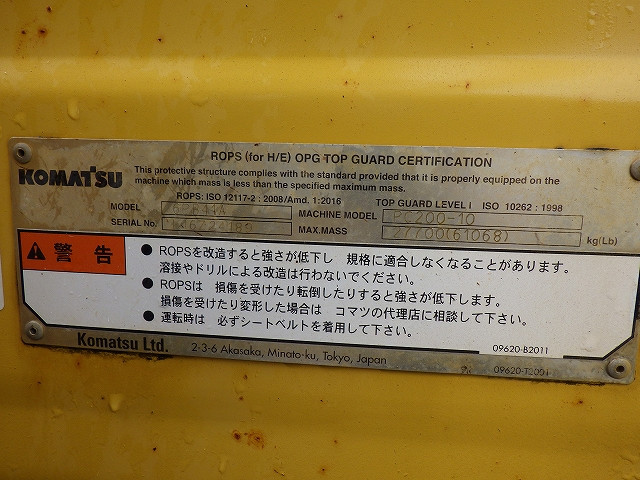 ROPS (for H/E) OPG TOP GUARD CERTIFICATION
KOMATSU
This protective structure complies with the standard provided that it is properly equipped on the
machine which mass is less than the specified maximum mass.
ROPS: ISO 12117-2 : 2008/Amd. 1:2016 TOP GUARD LEVEL I ISO 10262 : 1998
MODEL MACHINE MODEL PC200-10
SERIAL No. MAX.MASS 27700(61068) kg(Lb)
警告
● ROPSを改造すると強さが低下し 規格に適合しなくなることがあります。
溶接やドリルによる改造は行わないでください。
● ROPSは 損傷を受けたり転倒したりすると強さが低下します。
損傷を受けたり変形した場合は コマツの代理店に相談して下さい。
● 運転時は 必ずシートベルトを着用して下さい。
09620-B2011
Komatsu Ltd. 2-3-6 Akasaka, Minato-ku, Tokyo, Japan
09620-T2001